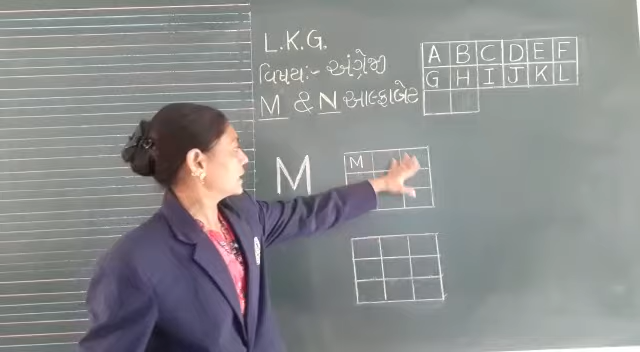 L.K.G.
વિષય:- અંગ્રેજી
M & N આલ્ફાબેટ
A B C D E F
G H I J K L
M
M